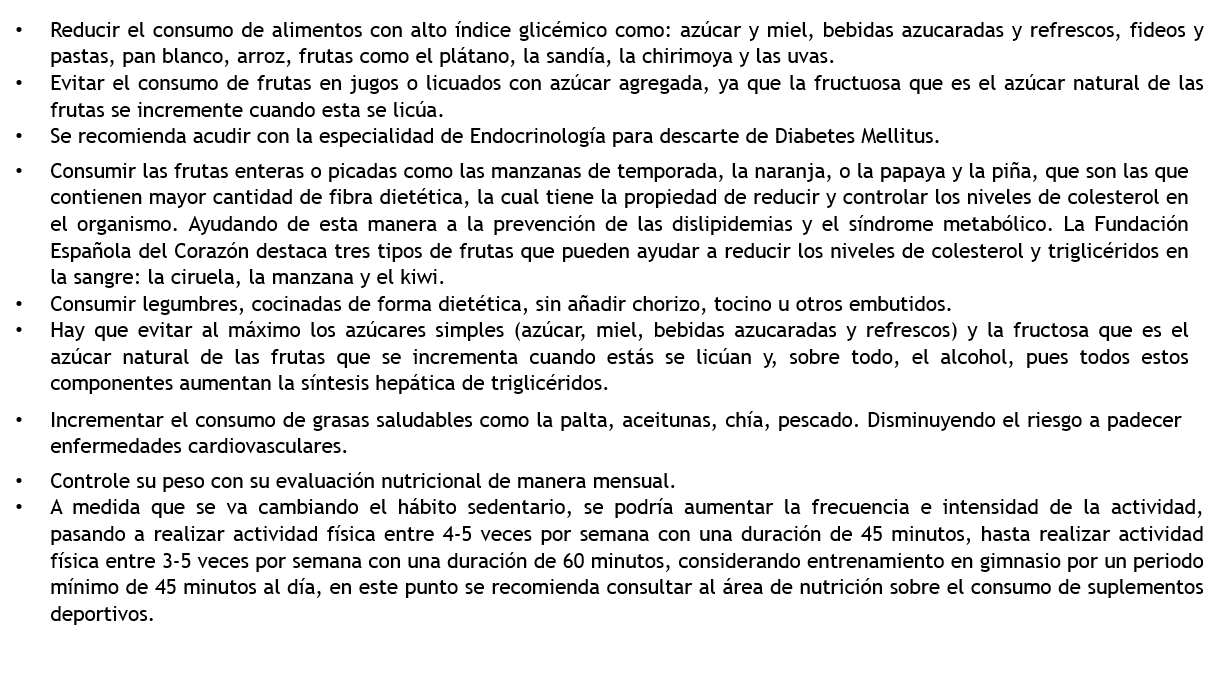 • Reducir el consumo de alimentos con alto índice glicémico como: azúcar y miel, bebidas azucaradas y refrescos, fideos y
pastas, pan blanco, arroz, frutas como el plátano, la sandía, la chirimoya y las uvas.
• Evitar el consumo de frutas en jugos o licuados con azúcar agregada, ya que la fructuosa que es el azúcar natural de las
frutas se incremente cuando esta se licúa.
• Se recomienda acudir con la especialidad de Endocrinología para descarte de Diabetes Mellitus.
• Consumir las frutas enteras o picadas como las manzanas de temporada, la naranja, o la papaya y la piña, que son las que
contienen mayor cantidad de fibra dietética, la cual tiene la propiedad de reducir y controlar los niveles de colesterol en
el organismo. Ayudando de esta manera a la prevención de las dislipidemias y el síndrome metabólico. La Fundación
Española del Corazón destaca tres tipos de frutas que pueden ayudar a reducir los niveles de colesterol y triglicéridos en
la sangre: la ciruela, la manzana y el kiwi.
• Consumir legumbres, cocinadas de forma dietética, sin añadir chorizo, tocino u otros embutidos.
• Hay que evitar al máximo los azúcares simples (azúcar, miel, bebidas azucaradas y refrescos) y la fructosa que es el
azúcar natural de las frutas que se incrementa cuando estás se licúan y, sobre todo, el alcohol, pues todos estos
componentes aumentan la síntesis hepática de triglicéridos.
• Incrementar el consumo de grasas saludables como la palta, aceitunas, chía, pescado. Disminuyendo el riesgo a padecer
enfermedades cardiovasculares.
• Controle su peso con su evaluación nutricional de manera mensual.
• A medida que se va cambiando el hábito sedentario, se podría aumentar la frecuencia e intensidad de la actividad,
pasando a realizar actividad física entre 4-5 veces por semana con una duración de 45 minutos, hasta realizar actividad
física entre 3-5 veces por semana con una duración de 60 minutos, considerando entrenamiento en gimnasio por un periodo
mínimo de 45 minutos al día, en este punto se recomienda consultar al área de nutrición sobre el consumo de suplementos
deportivos.